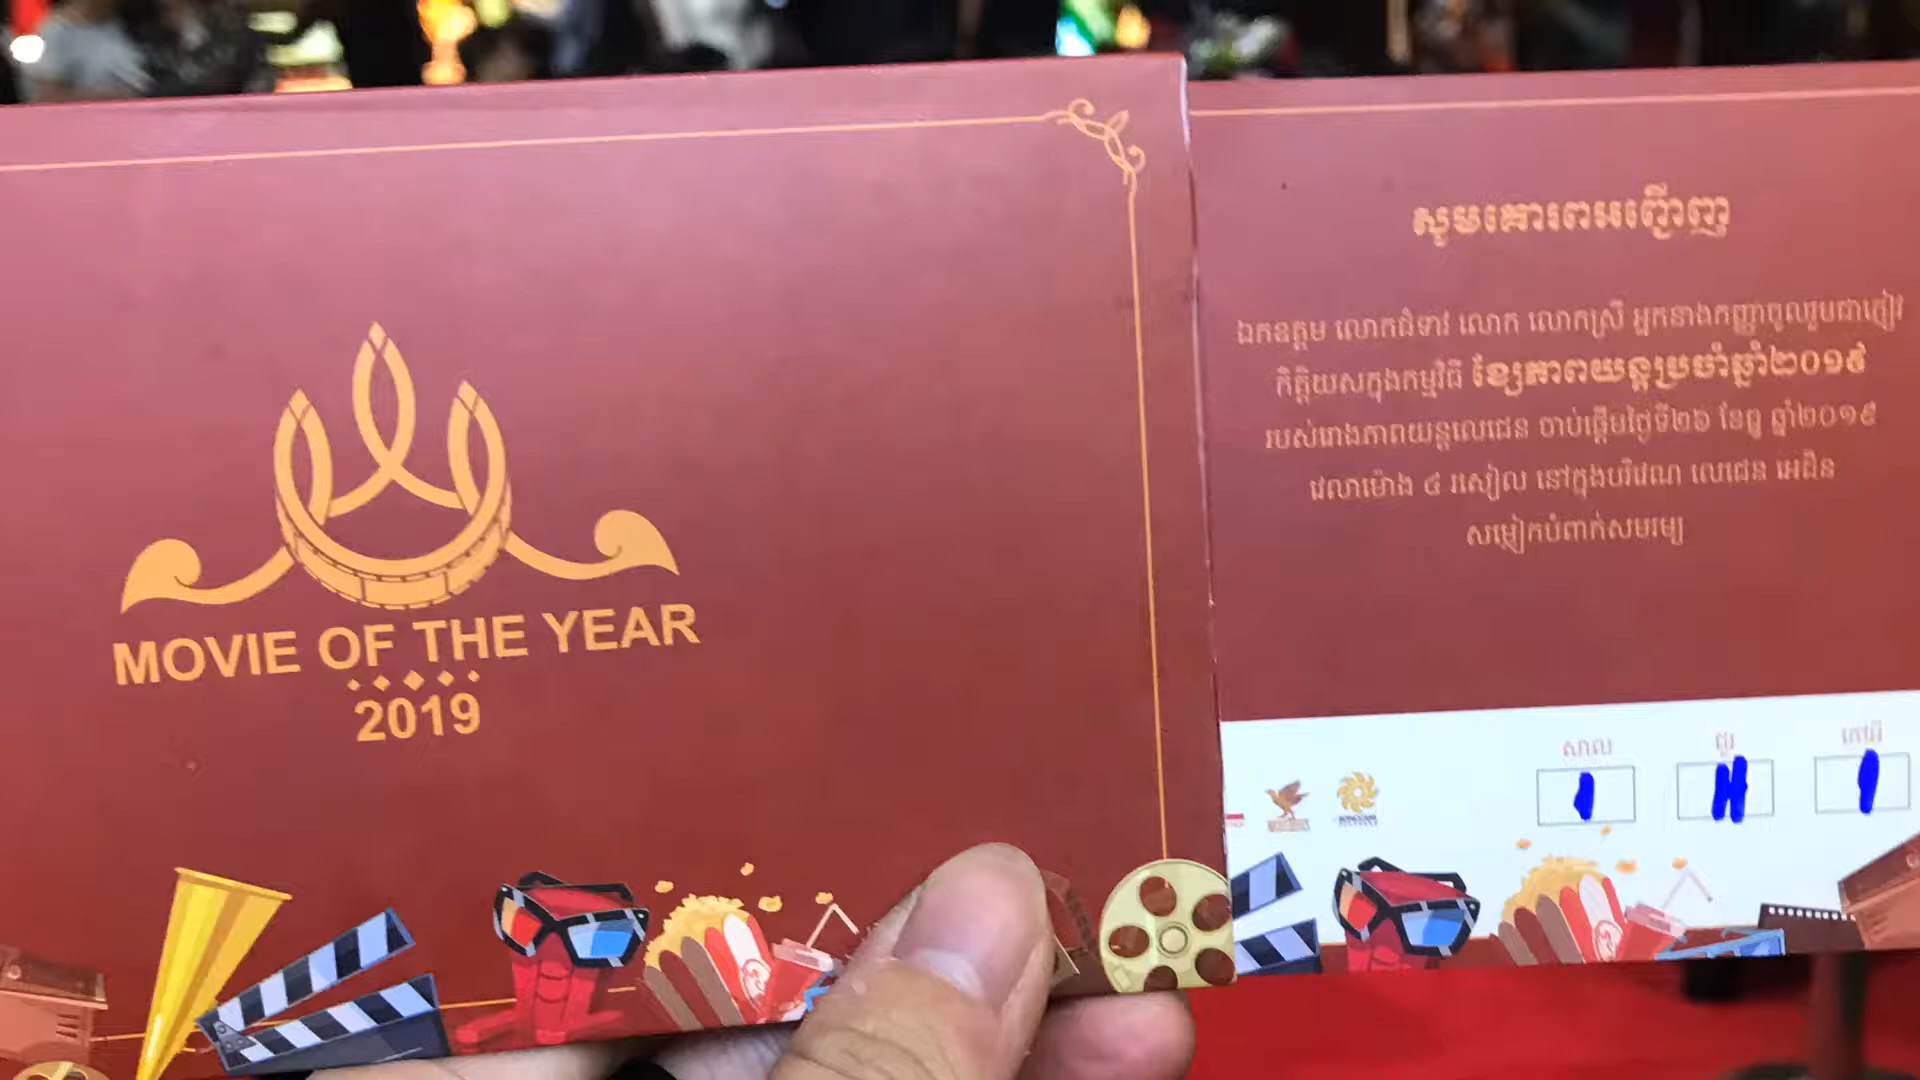 MOVIE OF THE YEAR
2019
សូមគោរពអញ្ជើញ
ឯកឧត្តម លោកជំទាវ លោក លោកស្រី អ្នកនាងកញ្ញាចូលរួមជាភ្ញៀវ
កិត្តិយសក្នុងកម្មវិធី ខ្សែភាពយន្តប្រចាំឆ្នាំ២០១៩
របស់រោងភាពយន្តលេជេន ចាប់ផ្តើមថ្ងៃទី២៦ ខែធ្នូ ឆ្នាំ២០១៩
វេលាម៉ោង ៤ រសៀល នៅក្នុងបរិវេណ លេជេន អេដិន
សម្លៀកបំពាក់សមរម្យ
សាល ជួរ កៅអី
1 H 1